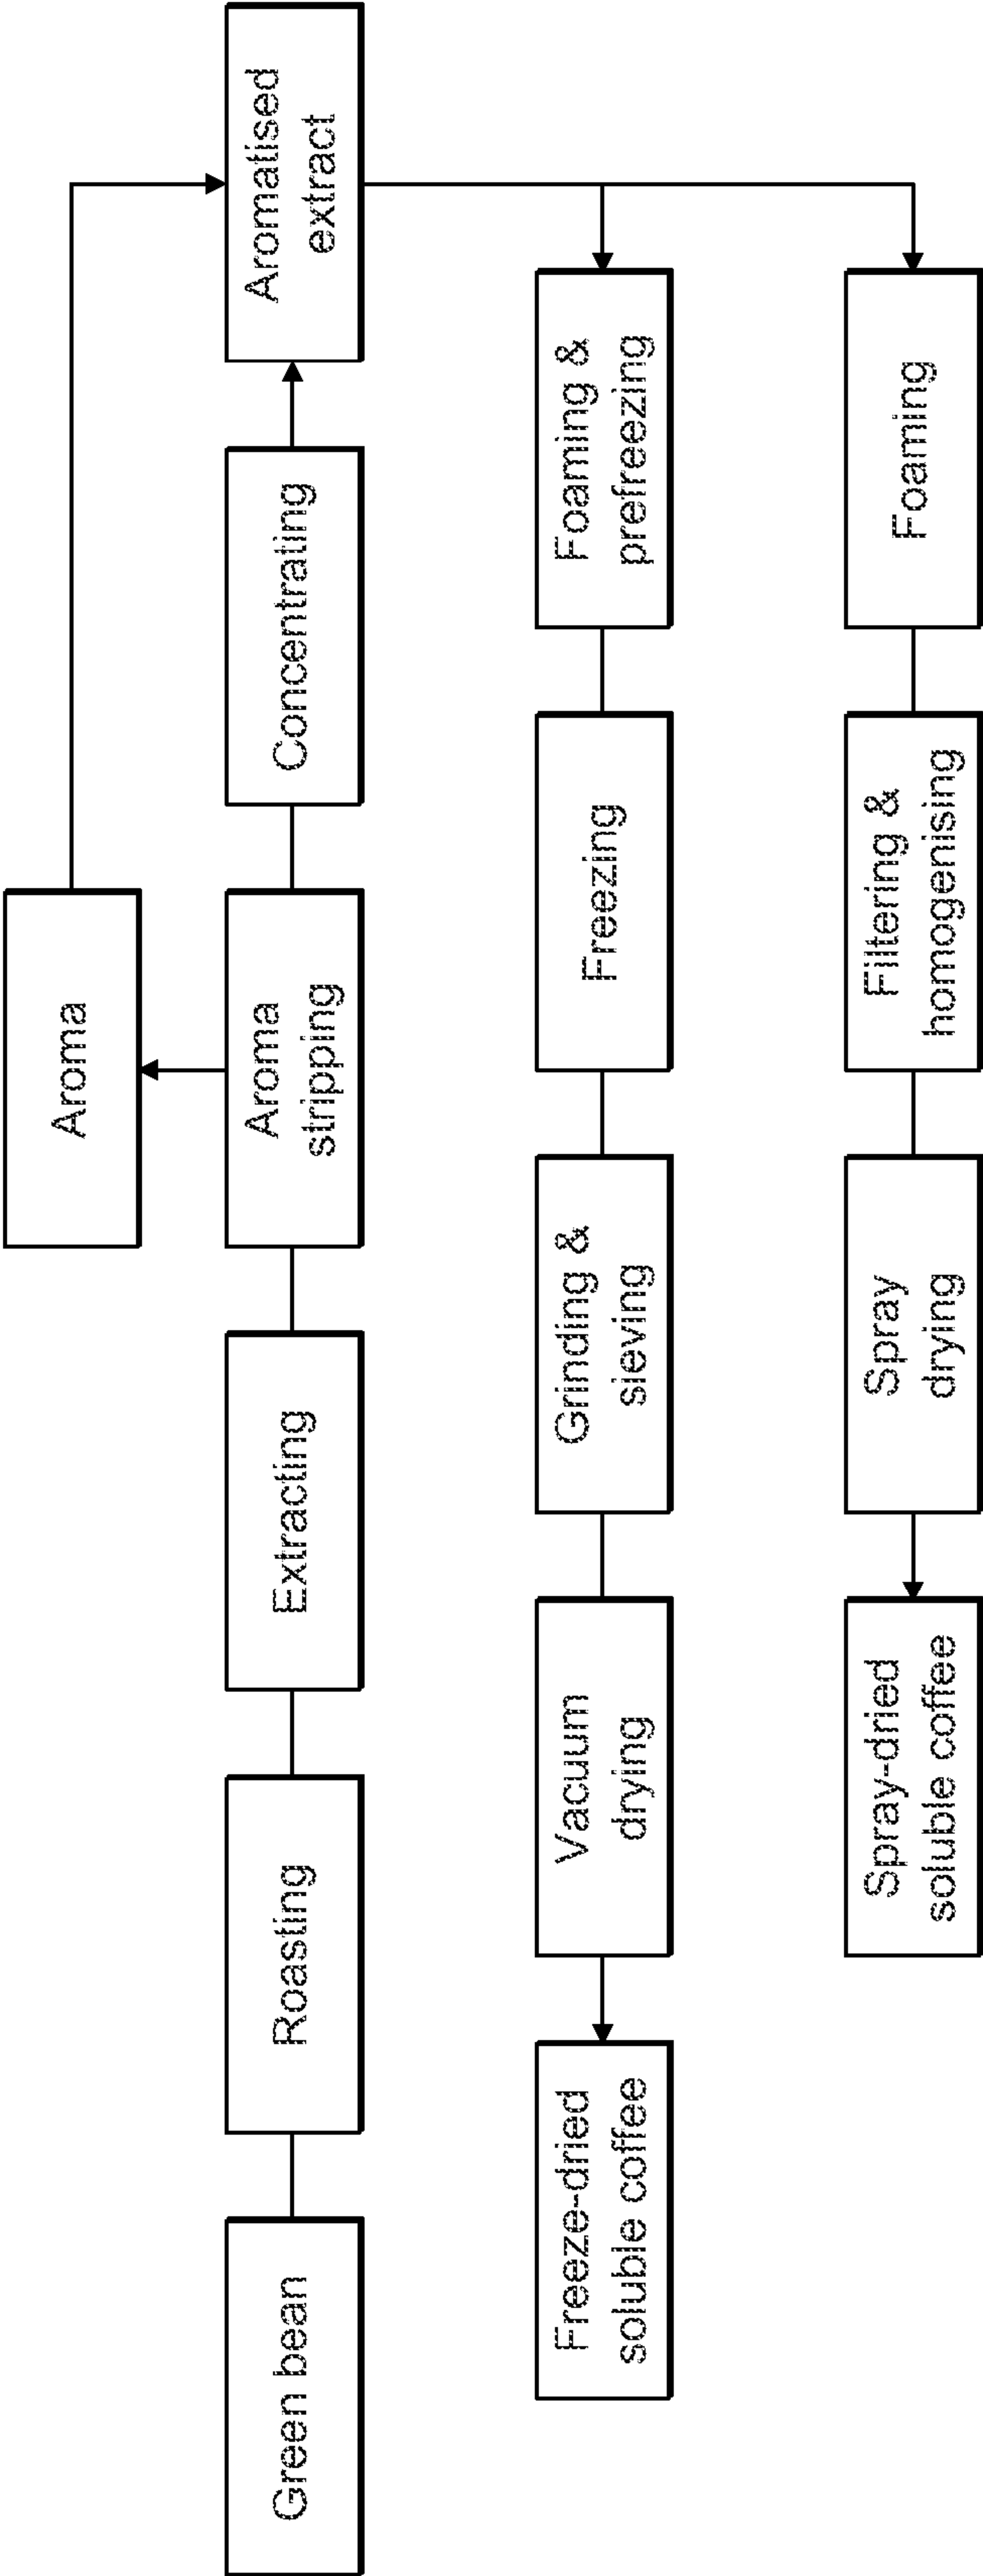 Aroma
Green bean
Roasting
Extracting
Aroma
stripping
Concentrating
Aromatised
extract
Freeze-dried
soluble coffee
Vacuum
drying
Grinding &
sieving
Freezing
Foaming &
prefreezing
Spray-dried
soluble coffee
Spray
drying
Filtering &
homogenising
Foaming